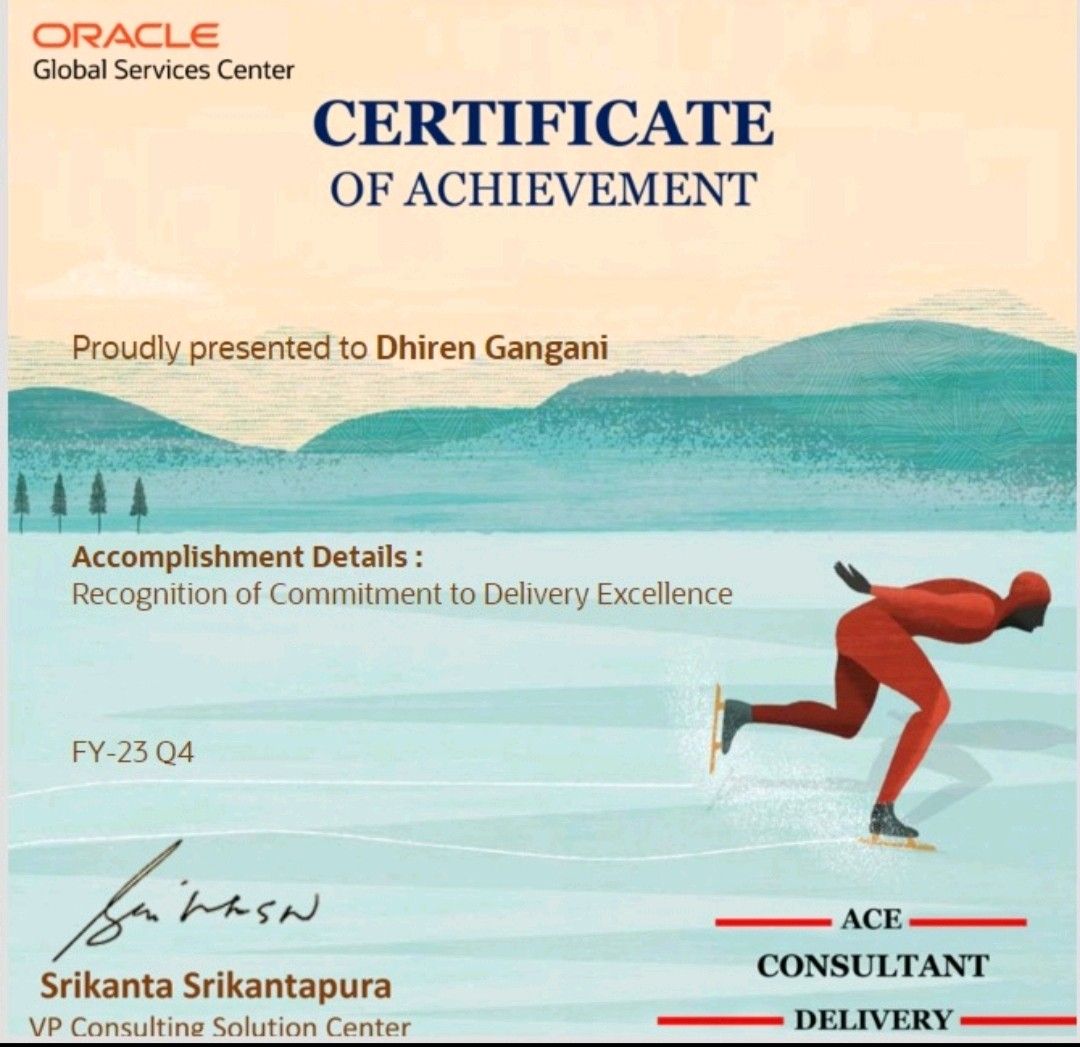 ORACLE
Global Services Center
CERTIFICATE
OF ACHIEVEMENT
Proudly presented to Dhiren Gangani
Accomplishment Details :
Recognition of Commitment to Delivery Excellence
FY-23 Q4
Srikanta Srikantapura
VP Consulting Solution Center
ACE
CONSULTANT
DELIVERY